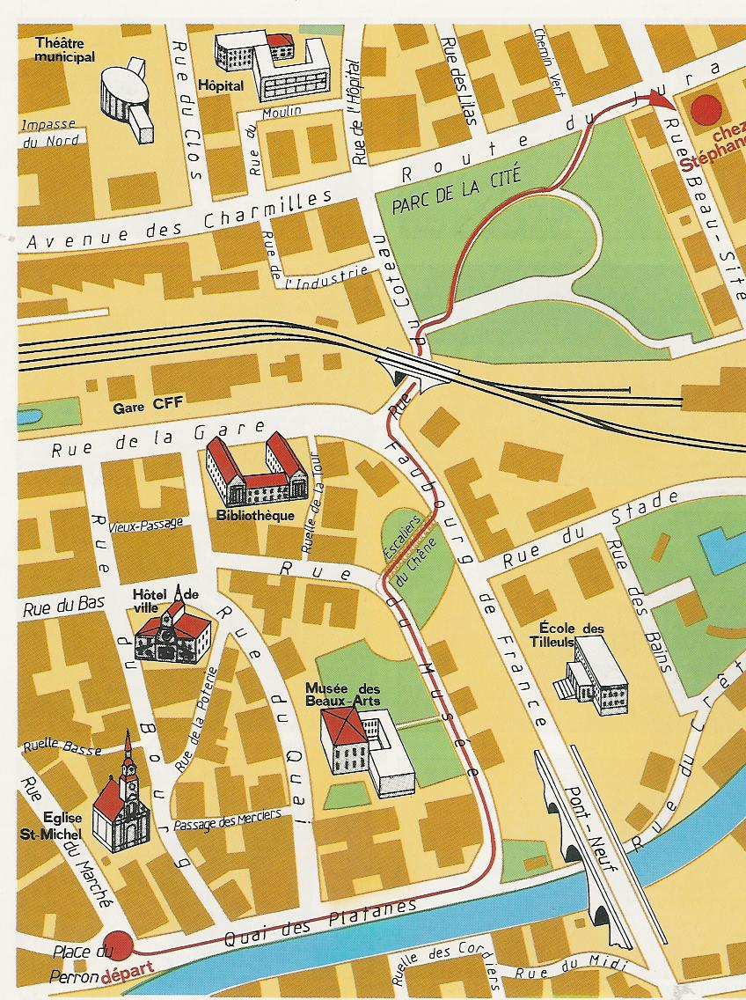 Théâtre
municipal
Hôpital
Rue du Clos
Rue de l'Hôpital
Rue des Lilas
Chemin Vert
Impasse
du Nord
Rue du
Moulin
Route du Jura
chez
Rue Beau-Site
PARC DE LA CITÉ
Avenue des Charmilles
Rue de
l'Industrie
Rue du Coteau
Gare CFF
Rue de la Gare
Bibliothèque
Ruelle de la Tour
Faubourg de France
Vieux-Passage
Escaliers
du Chêne
Rue du Stade
Rue des Bains
Rue du Musée
Rue du Bas
Hôtel de
ville
Rue du Bourg
Rue du Quai
Rue de la Poterie
École des
Tilleuls
Musée des
Beaux-Arts
Rue du Crêt
Ruelle Basse
Eglise
St-Michel
Rue du Marché
Passage des Merciers
Pont-Neuf
Quai des Platanes
Place du
Perron
départ
Ruelle des Cordiers
Rue du Midi